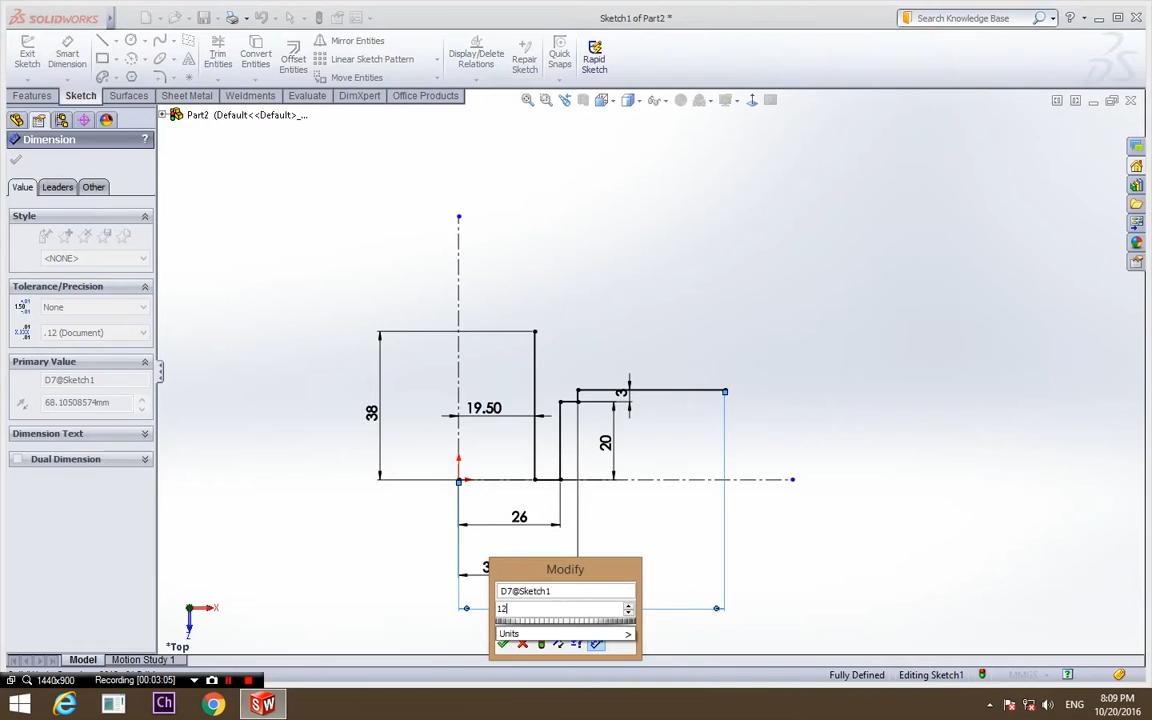 SOLIDWORKS
Sketch1 of Part2 *
Search Knowledge Base
Exit Sketch
Smart Dimension
Trim Entities
Convert Entities
Offset Entities
Mirror Entities
Linear Sketch Pattern
Move Entities
Display/Delete Relations
Repair Sketch
Quick Snaps
Rapid Sketch
Features
Sketch
Surfaces
Sheet Metal
Weldments
Evaluate
DimXpert
Office Products
Part2 (Default<<Default>_...
Dimension
?
Value
Leaders
Other
Style
<NONE>
Tolerance/Precision
None
.12 (Document)
Primary Value
D7@Sketch1
68.10508574mm
Dimension Text
Dual Dimension
38
19.50
3
20
26
3
Modify
D7@Sketch1
12
Units >
X
Z
*Top
Model
Motion Study 1
Fully Defined
Editing Sketch1
MMGS
1440x900
Recording [00:03:05]
Ch
SW
ENG
8:09 PM
10/20/2016